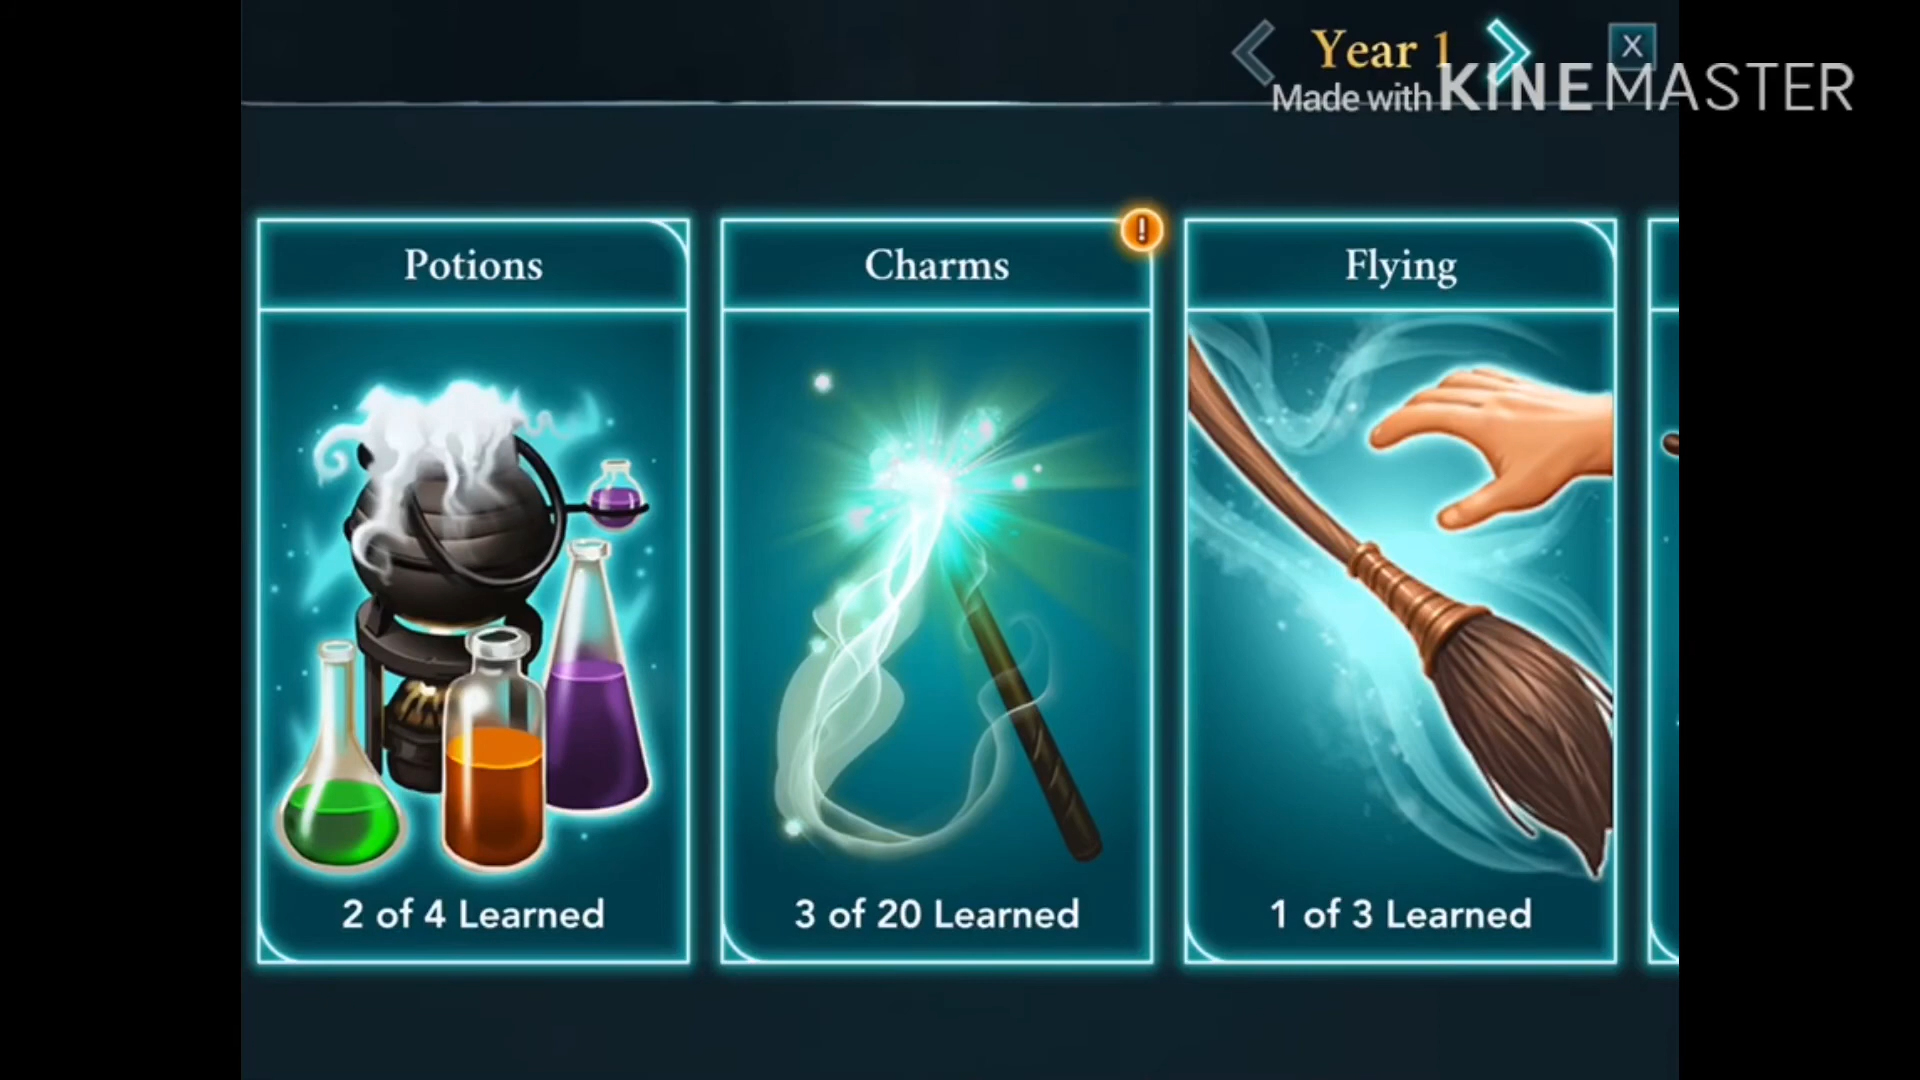 Year 1
X
Made with KINEMASTER
Potions
Charms
!
Flying
2 of 4 Learned
3 of 20 Learned
1 of 3 Learned